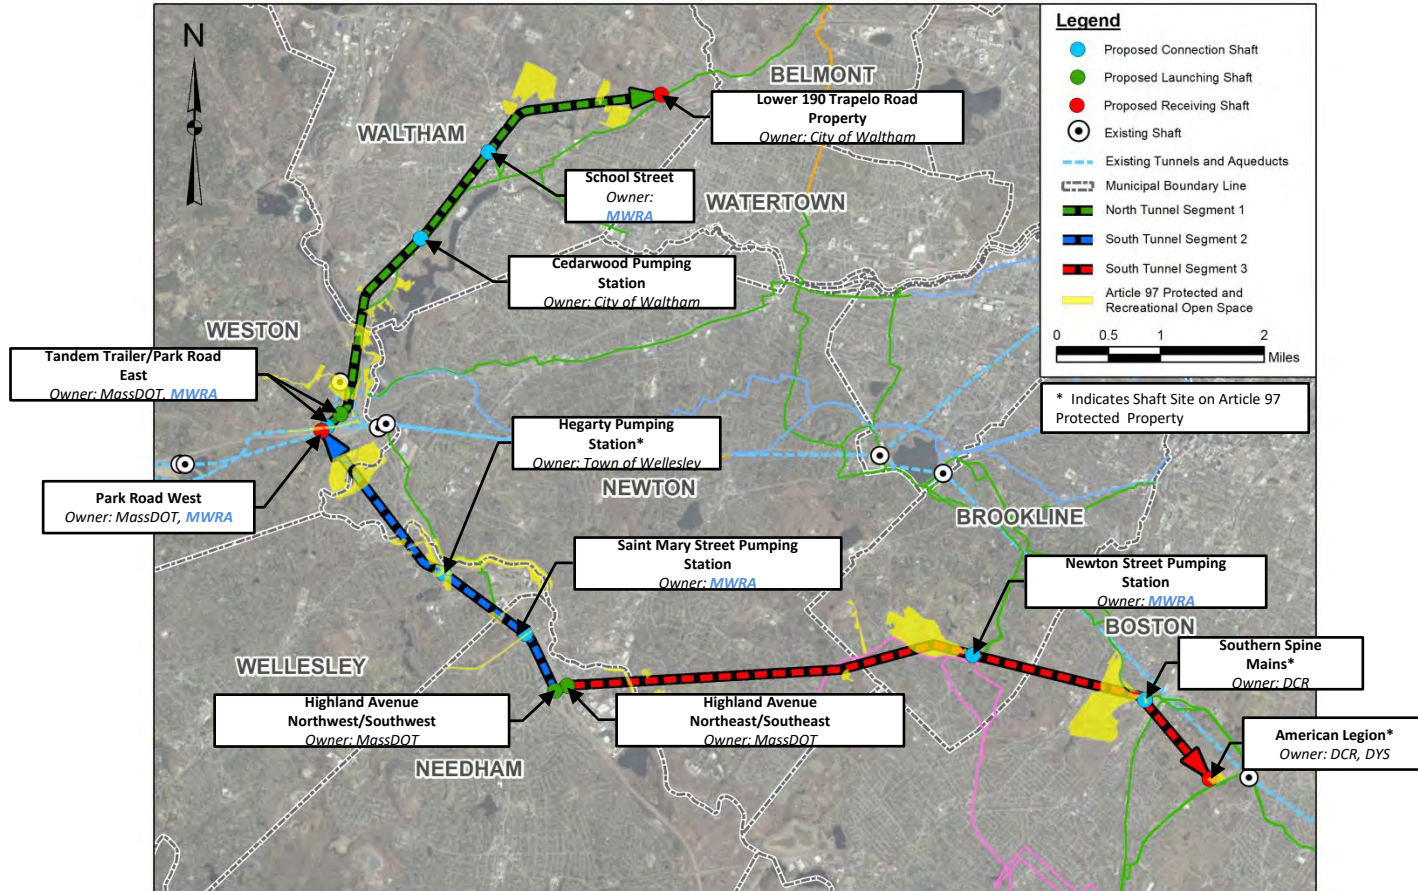 N
BELMONT
Lower 190 Trapelo Road
Property
Owner: City of Waltham
WALTHAM
School Street
Owner:
MWRA
WATERTOWN
Cedarwood Pumping
Station
Owner: City of Waltham
WESTON
Tandem Trailer/Park Road
East
Owner: MassDOT, MWRA
Hegarty Pumping
Station*
Owner: Town of Wellesley
Park Road West
Owner: MassDOT, MWRA
NEWTON
BROOKLINE
Saint Mary Street Pumping
Station
Owner: MWRA
Newton Street Pumping
Station
Owner: MWRA
BOSTON
WELLESLEY
Southern Spine
Mains*
Owner: DCR
Highland Avenue
Northwest/Southwest
Owner: MassDOT
Highland Avenue
Northeast/Southeast
Owner: MassDOT
American Legion*
Owner: DCR, DYS
NEEDHAM
Legend
Proposed Connection Shaft
Proposed Launching Shaft
Proposed Receiving Shaft
Existing Shaft
Existing Tunnels and Aqueducts
Municipal Boundary Line
North Tunnel Segment 1
South Tunnel Segment 2
South Tunnel Segment 3
Article 97 Protected and
Recreational Open Space
0 0.5 1 2
Miles
* Indicates Shaft Site on Article 97
Protected Property